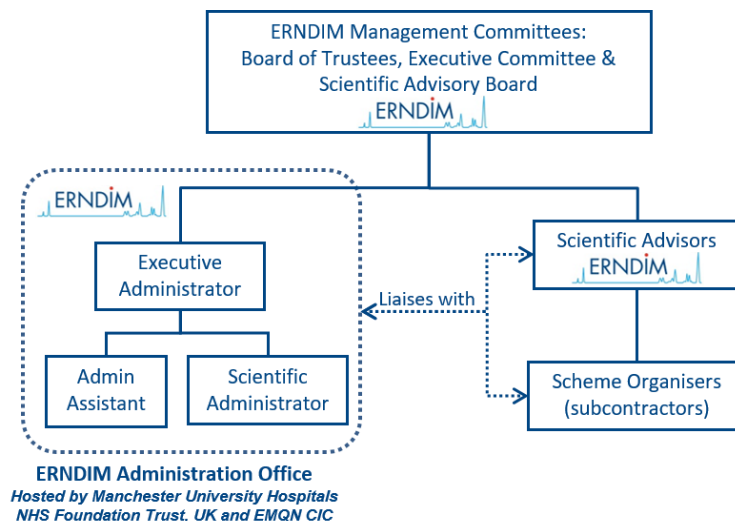 ERNDIM Management Committees:
Board of Trustees, Executive Committee &
Scientific Advisory Board
ERNDIM
ERNDIM
Executive
Administrator
Admin
Assistant
Scientific
Administrator
Liaises with
Scientific Advisors
ERNDIM
Scheme Organisers
(subcontractors)
ERNDIM Administration Office
Hosted by Manchester University Hospitals
NHS Foundation Trust. UK and EMQN CIC